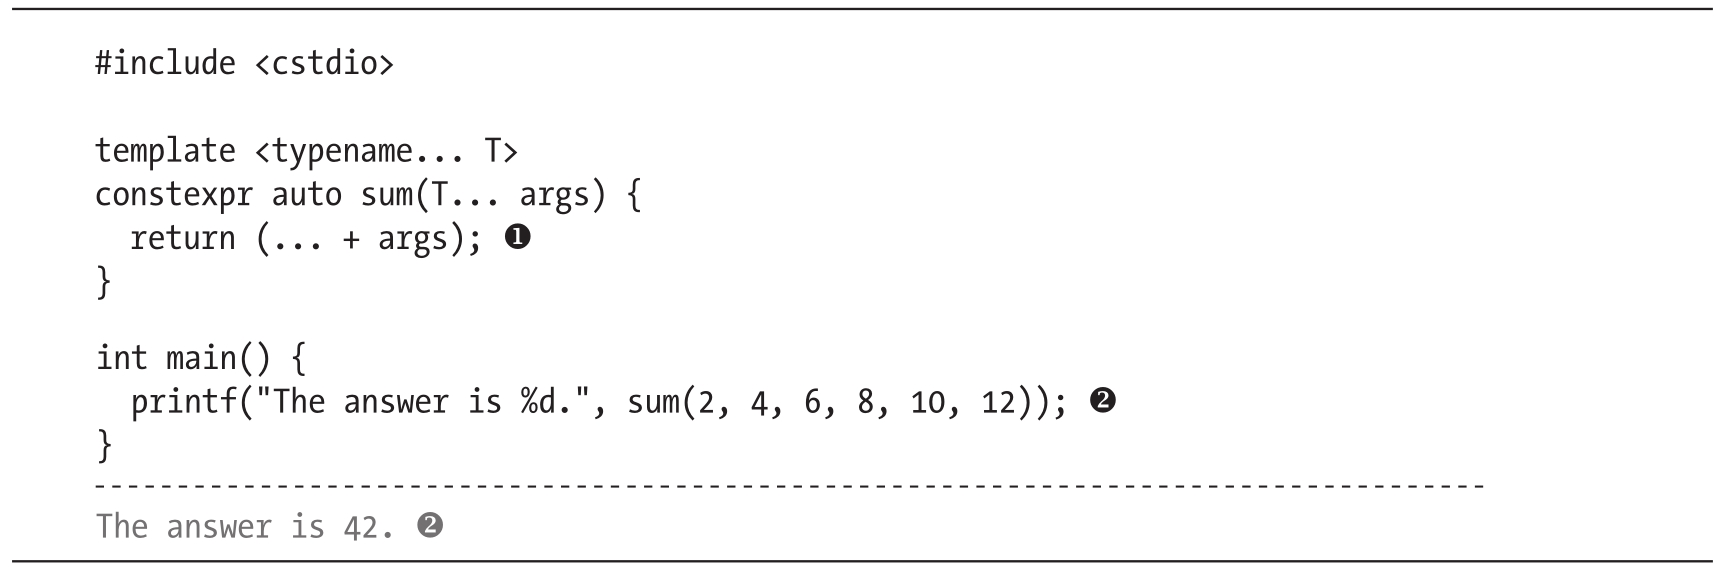 #include <cstdio>

template <typename... T>
constexpr auto sum(T... args) {
  return (... + args); ❶
}

int main() {
  printf("The answer is %d.", sum(2, 4, 6, 8, 10, 12)); ❷
}
--------------------------------------------------------------------------------
The answer is 42. ❷